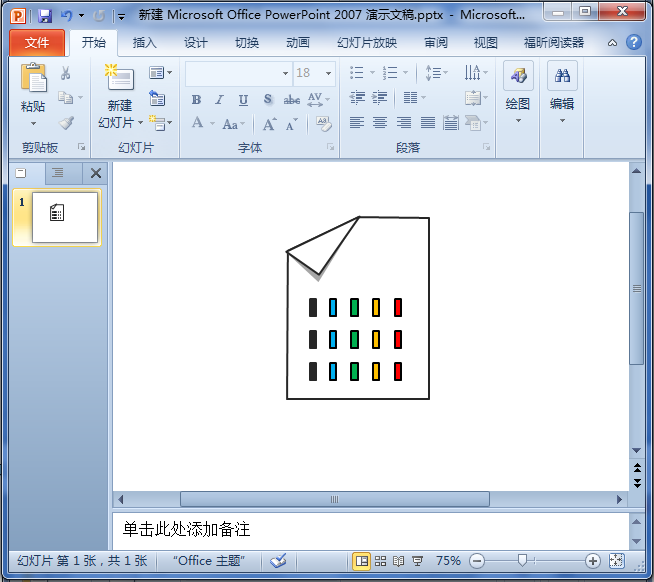 新建 Microsoft Office PowerPoint 2007 演示文稿.pptx - Microsoft...
文件 开始 插入 设计 切换 动画 幻灯片放映 审阅 视图 福昕阅读器
粘贴
剪贴板
新建
幻灯片
幻灯片
18
B I U S abc AV
A Aa A A
字体
段落
绘图
编辑
1
单击此处添加备注
幻灯片 第 1 张，共 1 张 "Office 主题" 75%